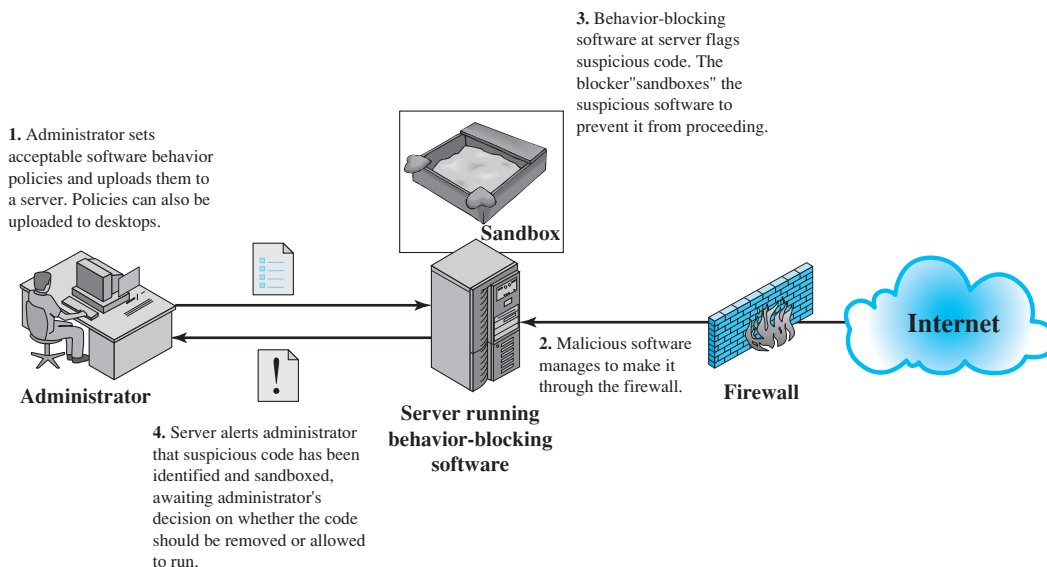 1. Administrator sets
acceptable software behavior
policies and uploads them to
a server. Policies can also be
uploaded to desktops.
3. Behavior-blocking
software at server flags
suspicious code. The
blocker"sandboxes" the
suspicious software to
prevent it from proceeding.
Sandbox
!
Internet
2. Malicious software
manages to make it
through the firewall.
Administrator
Server running
behavior-blocking
software
Firewall
4. Server alerts administrator
that suspicious code has been
identified and sandboxed,
awaiting administrator's
decision on whether the code
should be removed or allowed
to run.